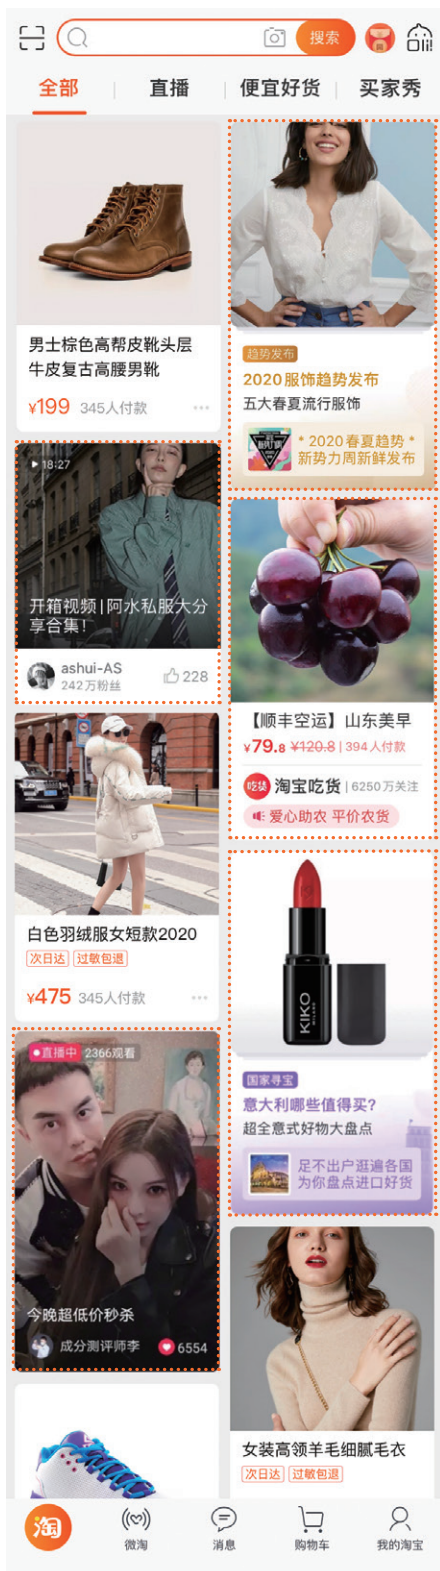 搜索
全部
直播
便宜好货
买家秀
男士棕色高帮皮靴头层
牛皮复古高腰男靴
¥199 345人付款
趋势发布
2020服饰趋势发布
五大春夏流行服饰
* 2020春夏趋势 *
新势力周新鲜发布
18:27
开箱视频|阿水私服大分
享合集!
ashui-AS
242万粉丝
228
【顺丰空运】山东美早
¥79.8 ¥120.8 | 394人付款
吃货 淘宝吃货 | 6250万关注
爱心助农 平价农货
白色羽绒服女短款2020
次日达 过敏包退
¥475 345人付款
KIKO
MILANO
国家寻宝
意大利哪些值得买?
超全意式好物大盘点
足不出户逛遍各国
为你盘点进口好货
直播中 2366观看
今晚超低价秒杀
成分测评师李
6554
女装高领羊毛细腻毛衣
次日达 过敏包退
淘
微淘
消息
购物车
我的淘宝